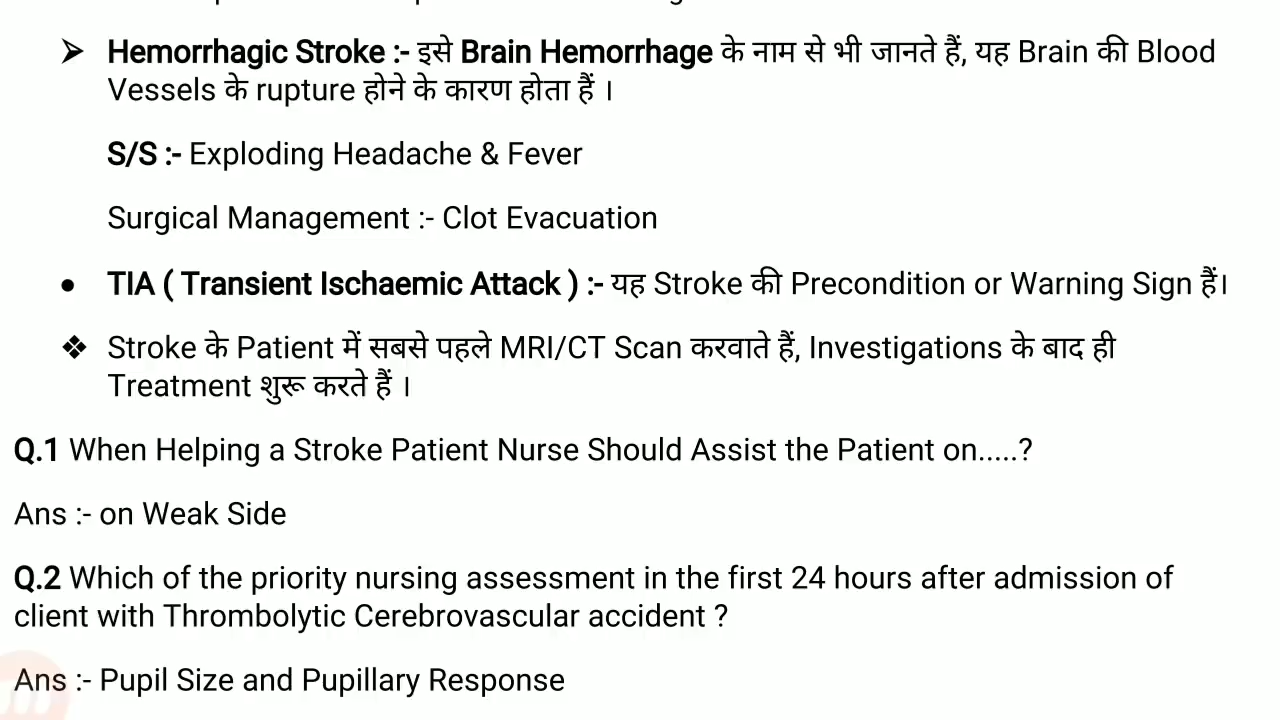 ➤ Hemorrhagic Stroke :- इसे Brain Hemorrhage के नाम से भी जानते हैं, यह Brain की Blood
Vessels के rupture होने के कारण होता हैं ।
S/S :- Exploding Headache & Fever
Surgical Management :- Clot Evacuation
● TIA ( Transient Ischaemic Attack ) :- यह Stroke की Precondition or Warning Sign हैं।
❖ Stroke के Patient में सबसे पहले MRI/CT Scan करवाते हैं, Investigations के बाद ही
Treatment शुरू करते हैं ।
Q.1 When Helping a Stroke Patient Nurse Should Assist the Patient on.....?
Ans :- on Weak Side
Q.2 Which of the priority nursing assessment in the first 24 hours after admission of
client with Thrombolytic Cerebrovascular accident ?
Ans :- Pupil Size and Pupillary Response